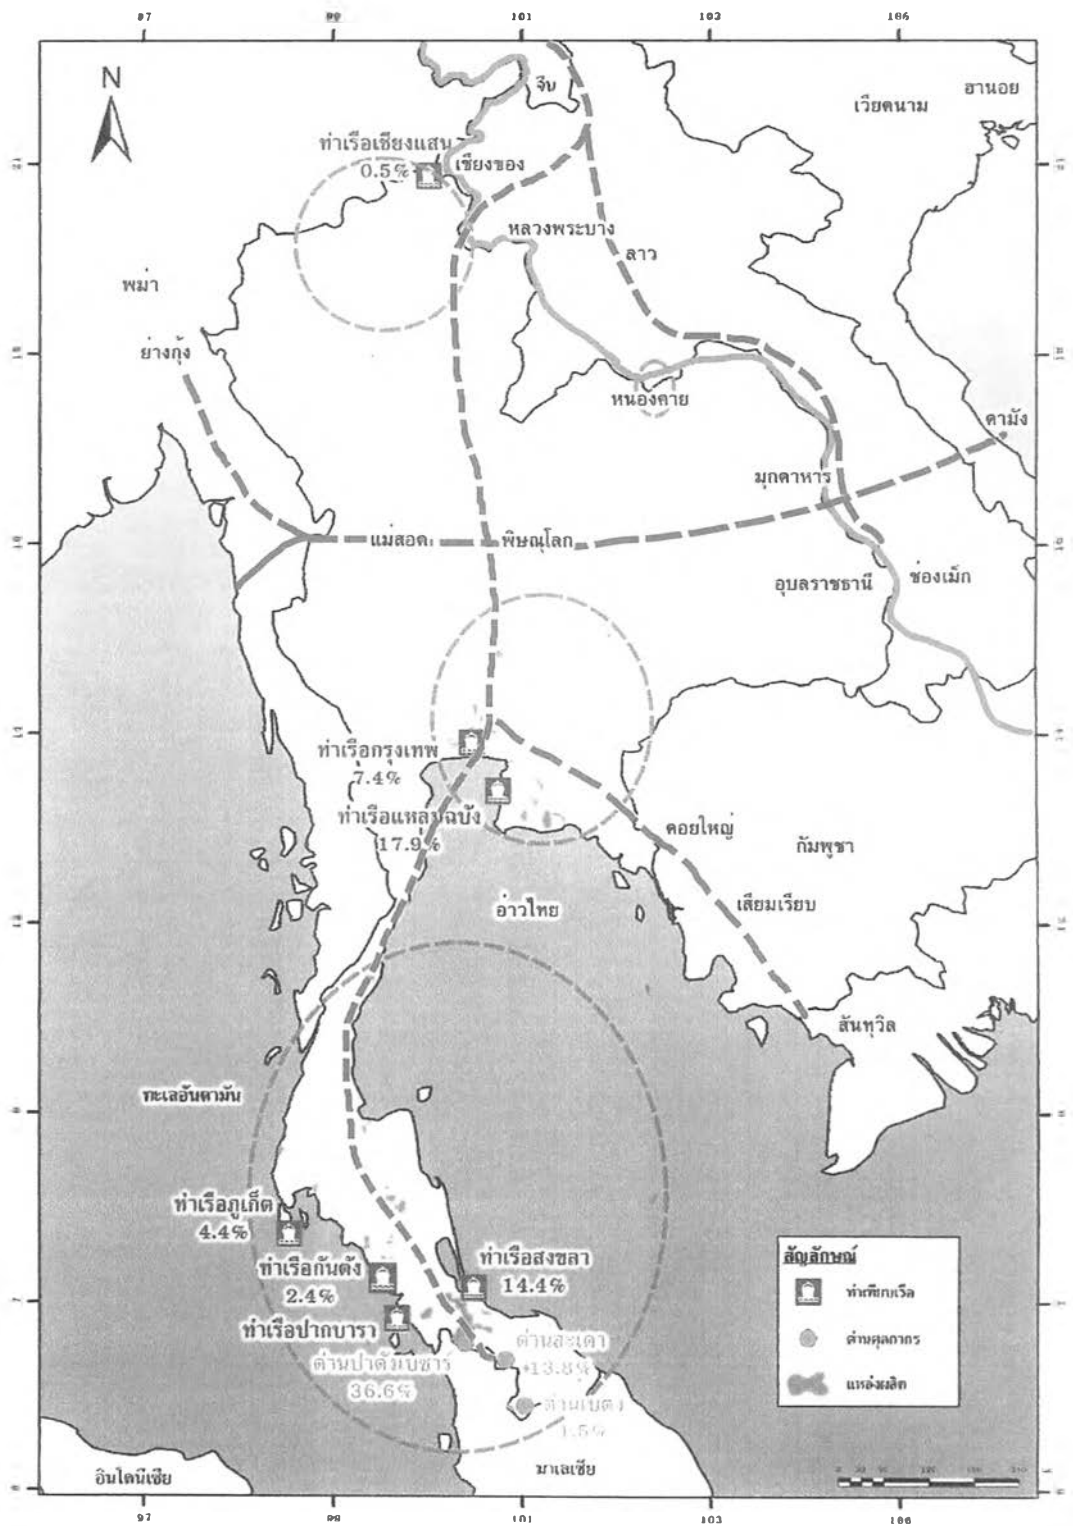 97 99 101 103 105
N
จีน
เวียดนาม
ฮานอย
ท่าเรือเชียงแสน
0.5%
เชียงของ
หลวงพระบาง
ลาว
พม่า
ย่างกุ้ง
หนองคาย
ดานัง
มุกดาหาร
แม่สอด
พิษณุโลก
อุบลราชธานี
ช่องเม็ก
ท่าเรือกรุงเทพ
7.4%
ท่าเรือแหลมฉบัง
17.9%
คอยใหญ่
กัมพูชา
เสียมเรียบ
อ่าวไทย
สันทุวิล
ทะเลอันดามัน
ท่าเรือภูเก็ต
4.4%
ท่าเรือกันตัง
2.4%
ท่าเรือสงขลา
14.4%
ท่าเรือปากบารา
ด่านปาดังเบซาร์
36.6%
ด่านสะเดา
13.8%
ด่านเบตง
1.5%
สัญลักษณ์
ท่าเทียบเรือ
ด่านศุลกากร
แหล่งผลิต
อินโดนีเซีย
มาเลเซีย
97 99 101 103 105